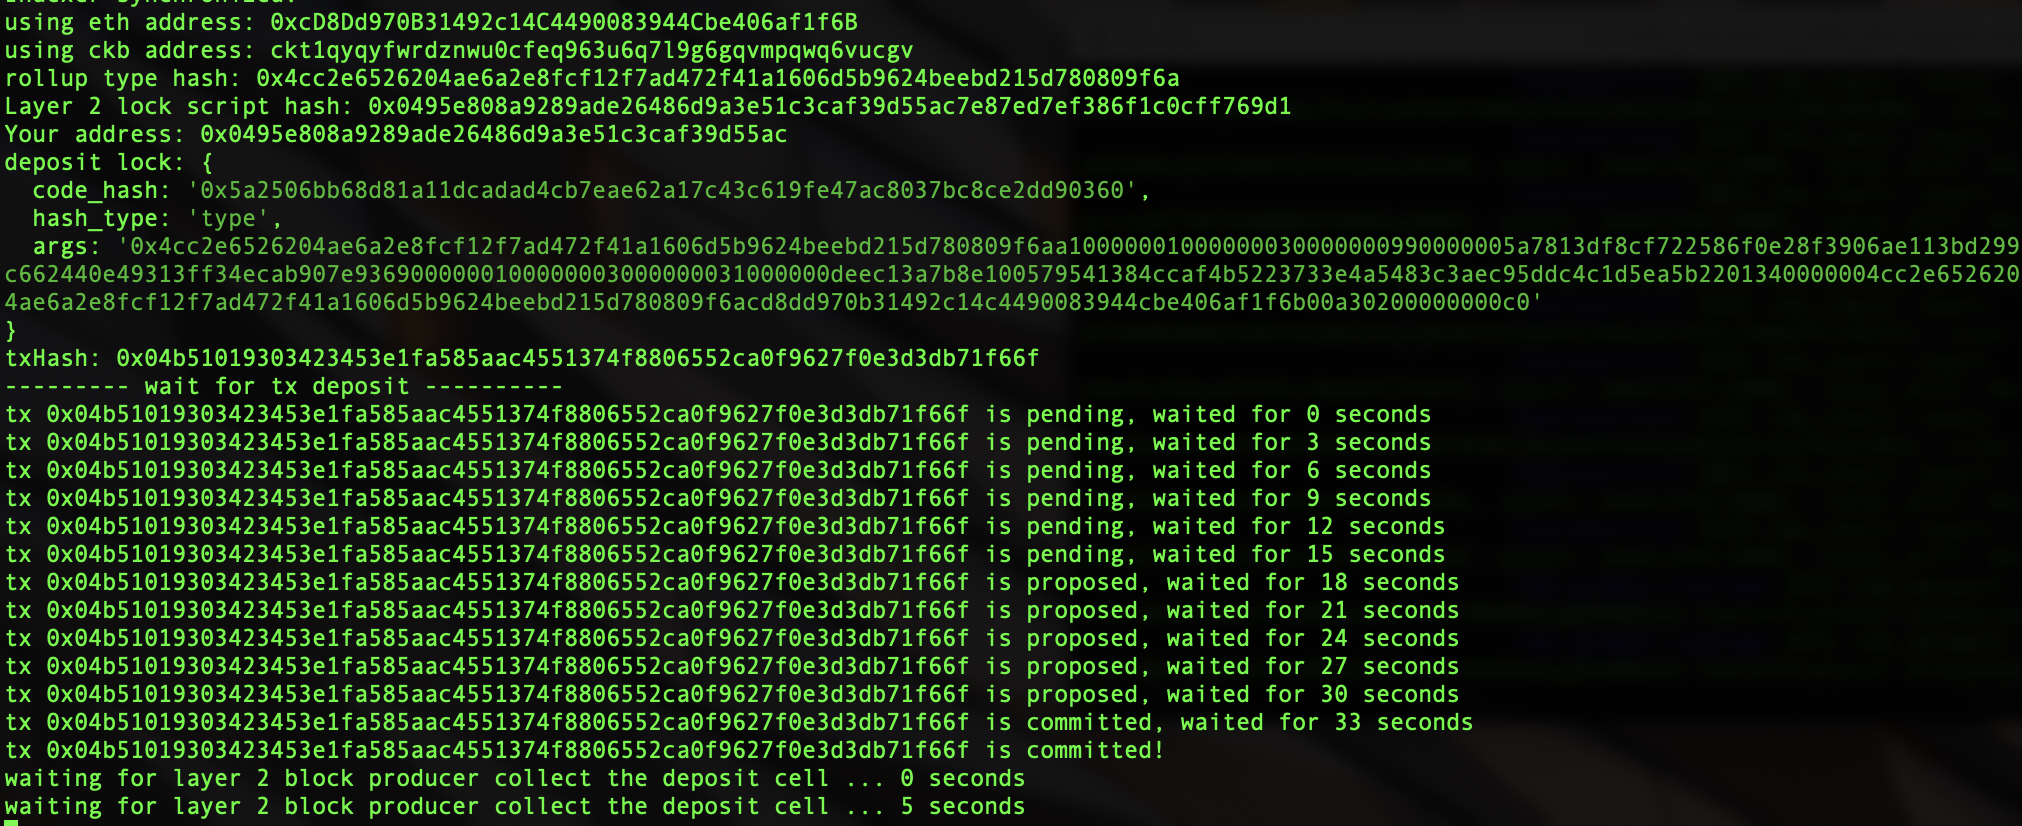 Indexer synchronized.
using eth address: 0xcD8Dd970B31492c14C4490083944Cbe406af1f6B
using ckb address: ckt1qyqyfwrdznwu0cfeq963u6q7l9g6gqvmpqwq6vucgv
rollup type hash: 0x4cc2e6526204ae6a2e8fcf12f7ad472f41a1606d5b9624beebd215d780809f6a
Layer 2 lock script hash: 0x0495e808a9289ade26486d9a3e51c3caf39d55ac7e87ed7ef386f1c0cff769d1
Your address: 0x0495e808a9289ade26486d9a3e51c3caf39d55ac
deposit lock: {
  code_hash: '0x5a2506bb68d81a11dcadad4cb7eae62a17c43c619fe47ac8037bc8ce2dd90360',
  hash_type: 'type',
  args: '0x4cc2e6526204ae6a2e8fcf12f7ad472f41a1606d5b9624beebd215d780809f6aa10000001000000030000000990000005a7813df8cf722586f0e28f3906ae113bd299
c662440e49313ff34ecab907e9369000000100000003000000031000000deec13a7b8e100579541384ccaf4b5223733e4a5483c3aec95ddc4c1d5ea5b2201340000004cc2e652620
4ae6a2e8fcf12f7ad472f41a1606d5b9624beebd215d780809f6acd8dd970b31492c14c4490083944cbe406af1f6b00a30200000000c0'
}
txHash: 0x04b51019303423453e1fa585aac4551374f8806552ca0f9627f0e3d3db71f66f
--------- wait for tx deposit ----------
tx 0x04b51019303423453e1fa585aac4551374f8806552ca0f9627f0e3d3db71f66f is pending, waited for 0 seconds
tx 0x04b51019303423453e1fa585aac4551374f8806552ca0f9627f0e3d3db71f66f is pending, waited for 3 seconds
tx 0x04b51019303423453e1fa585aac4551374f8806552ca0f9627f0e3d3db71f66f is pending, waited for 6 seconds
tx 0x04b51019303423453e1fa585aac4551374f8806552ca0f9627f0e3d3db71f66f is pending, waited for 9 seconds
tx 0x04b51019303423453e1fa585aac4551374f8806552ca0f9627f0e3d3db71f66f is pending, waited for 12 seconds
tx 0x04b51019303423453e1fa585aac4551374f8806552ca0f9627f0e3d3db71f66f is pending, waited for 15 seconds
tx 0x04b51019303423453e1fa585aac4551374f8806552ca0f9627f0e3d3db71f66f is proposed, waited for 18 seconds
tx 0x04b51019303423453e1fa585aac4551374f8806552ca0f9627f0e3d3db71f66f is proposed, waited for 21 seconds
tx 0x04b51019303423453e1fa585aac4551374f8806552ca0f9627f0e3d3db71f66f is proposed, waited for 24 seconds
tx 0x04b51019303423453e1fa585aac4551374f8806552ca0f9627f0e3d3db71f66f is proposed, waited for 27 seconds
tx 0x04b51019303423453e1fa585aac4551374f8806552ca0f9627f0e3d3db71f66f is proposed, waited for 30 seconds
tx 0x04b51019303423453e1fa585aac4551374f8806552ca0f9627f0e3d3db71f66f is committed, waited for 33 seconds
tx 0x04b51019303423453e1fa585aac4551374f8806552ca0f9627f0e3d3db71f66f is committed!
waiting for layer 2 block producer collect the deposit cell ... 0 seconds
waiting for layer 2 block producer collect the deposit cell ... 5 seconds